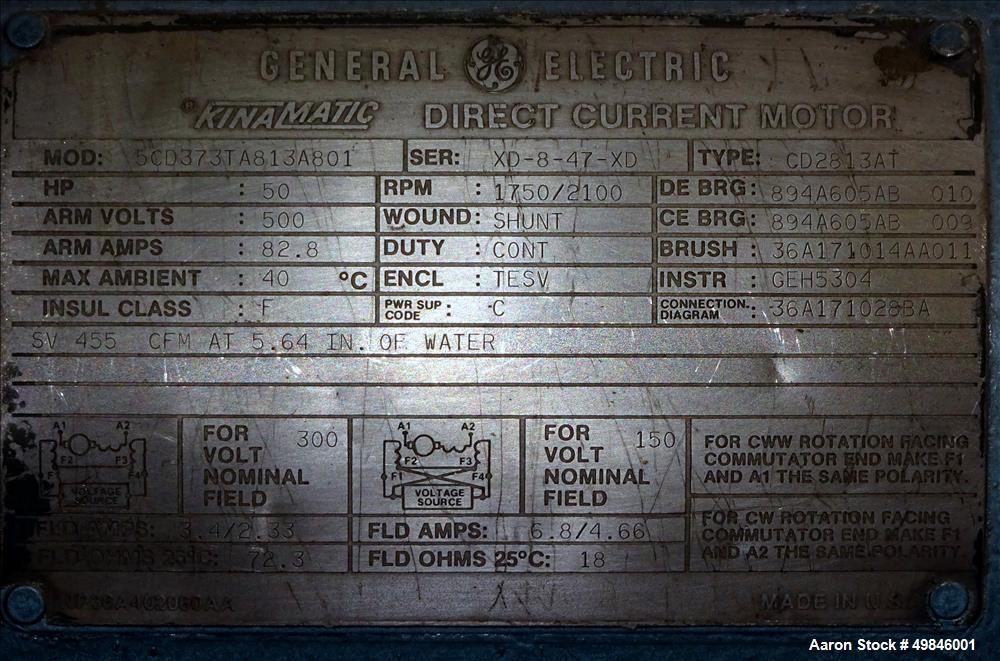 GENERAL GE ELECTRIC
® KINAMATIC DIRECT CURRENT MOTOR
MOD: 5CD373TA813A801 SER: XD-8-47-XD TYPE: CD2813AT
HP : 50 RPM : 1750/2100 DE BRG: 894A605AB 010
ARM VOLTS : 500 WOUND: SHUNT CE BRG: 894A605AB 009
ARM AMPS : 82.8 DUTY : CONT BRUSH : 36A171014AA011
MAX AMBIENT : 40 °C ENCL : TESV INSTR : GEH5304
INSUL CLASS : F PWR SUP CODE : C CONNECTION. DIAGRAM : 36A171028BA
SV 455 CFM AT 5.64 IN. OF WATER
A1 A2
F2 F3
F1 F4
VOLTAGE
SOURCE
FOR 300
VOLT
NOMINAL
FIELD
A1 A2
F2 F3
F1 F4
VOLTAGE
SOURCE
FOR 150
VOLT
NOMINAL
FIELD
FOR CWW ROTATION FACING
COMMUTATOR END MAKE F1
AND A1 THE SAME POLARITY.
FLD AMPS: 3.4/2.33 FLD AMPS: 6.8/4.66
FLD OHMS 25°C: 72.3 FLD OHMS 25°C: 18
FOR CW ROTATION FACING
COMMUTATOR END MAKE F1
AND A2 THE SAME POLARITY.
MADE IN U.S.
Aaron Stock # 49846001